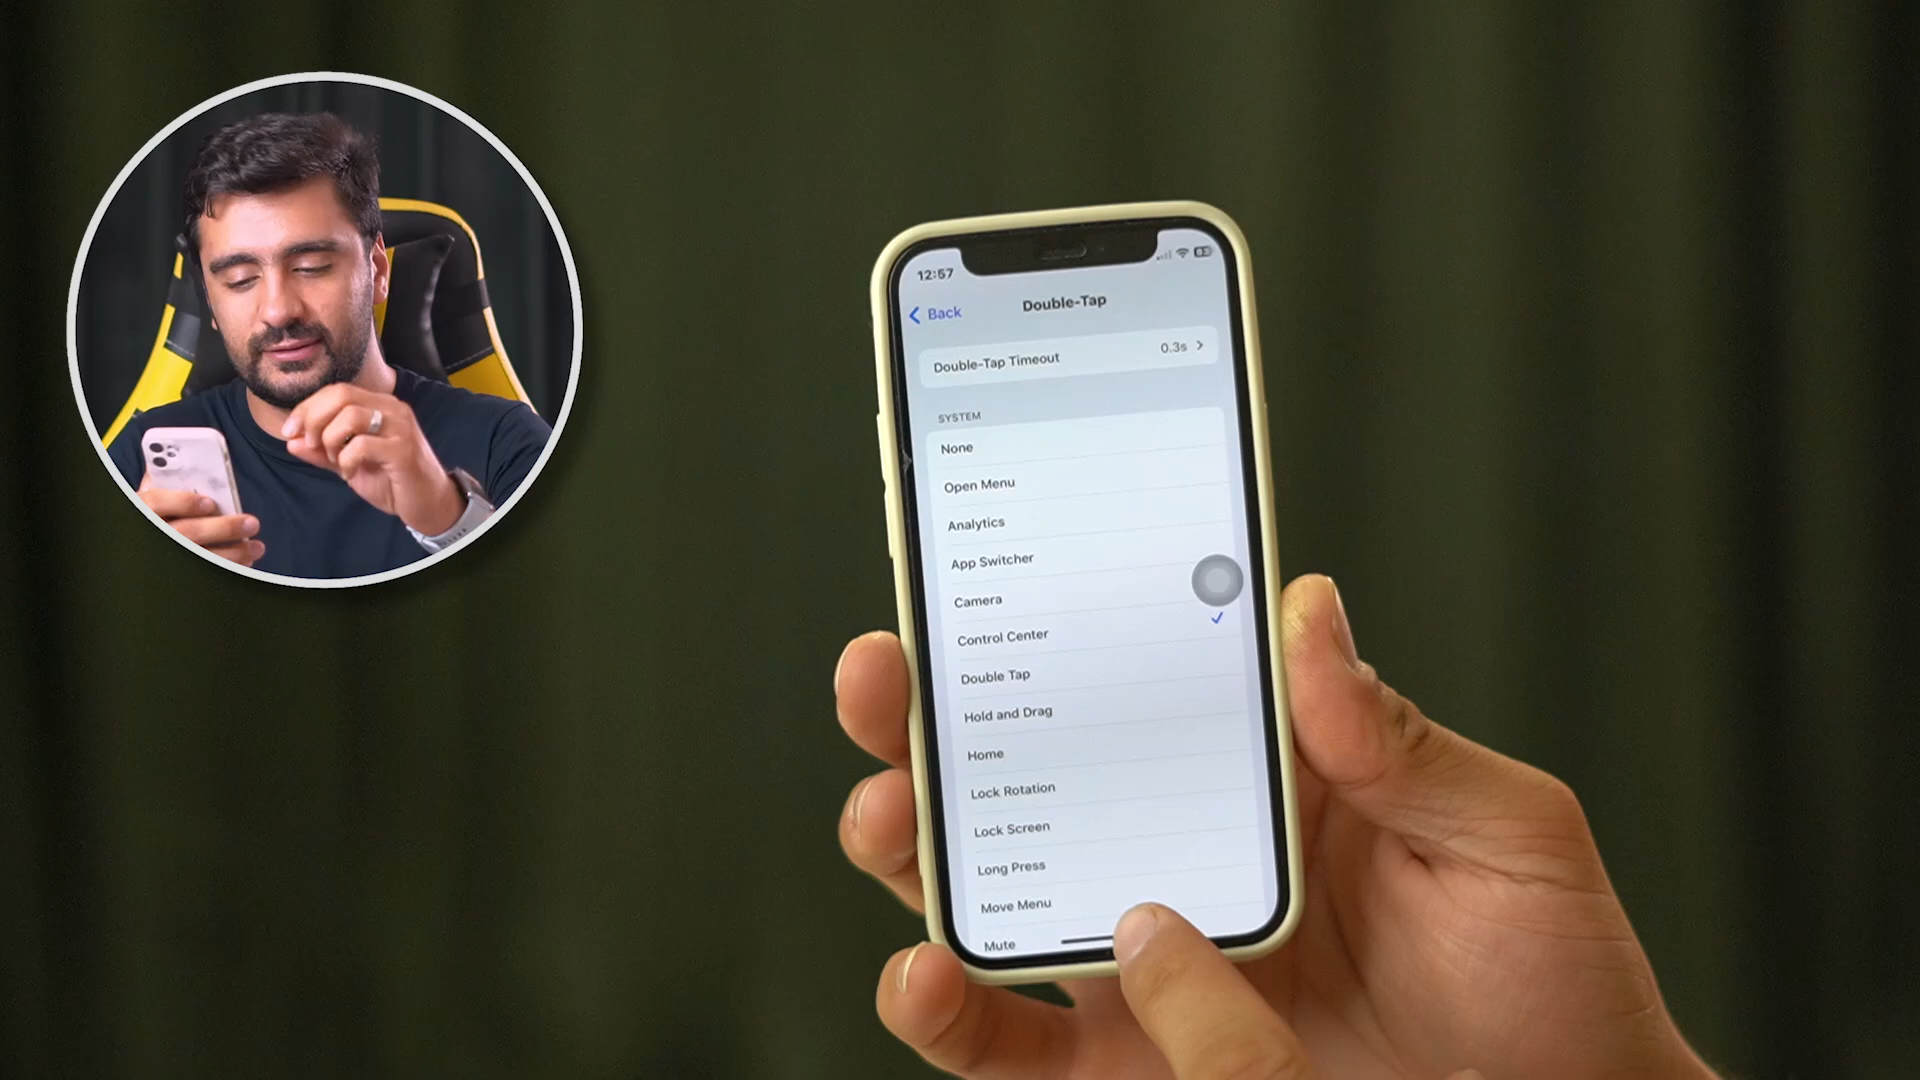 12:57
Back
Double-Tap
Double-Tap Timeout 0.3s
SYSTEM
None
Open Menu
Analytics
App Switcher
Camera
Control Center
Double Tap
Hold and Drag
Home
Lock Rotation
Lock Screen
Long Press
Move Menu
Mute